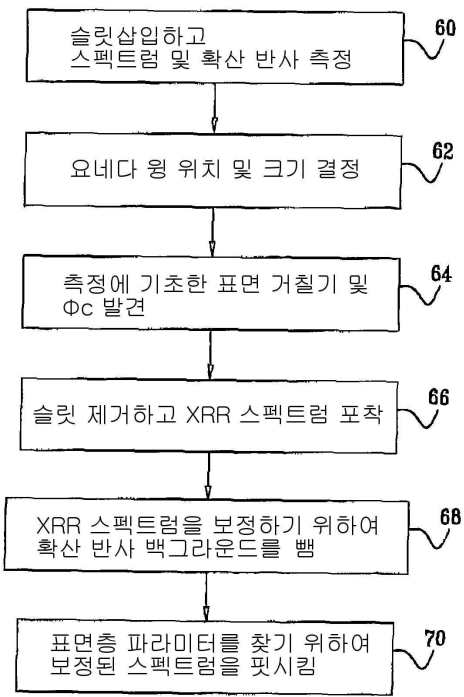 슬릿삽입하고
스펙트럼 및 확산 반사 측정
60
요네다 윙 위치 및 크기 결정
62
측정에 기초한 표면 거칠기 및
Φc 발견
64
슬릿 제거하고 XRR 스펙트럼 포착
66
XRR 스펙트럼을 보정하기 위하여
확산 반사 백그라운드를 뺌
68
표면층 파라미터를 찾기 위하여
보정된 스펙트럼을 핏시킴
70